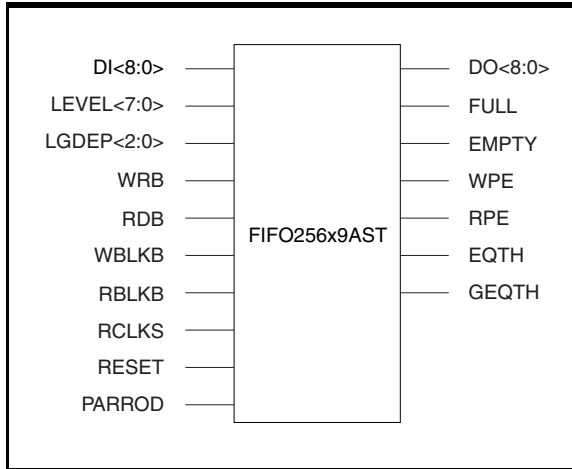 DI<8:0>
LEVEL<7:0>
LGDEP<2:0>
WRB
RDB
WBLKB
RBLKB
RCLKS
RESET
PARROD
FIFO256x9AST
DO<8:0>
FULL
EMPTY
WPE
RPE
EQTH
GEQTH